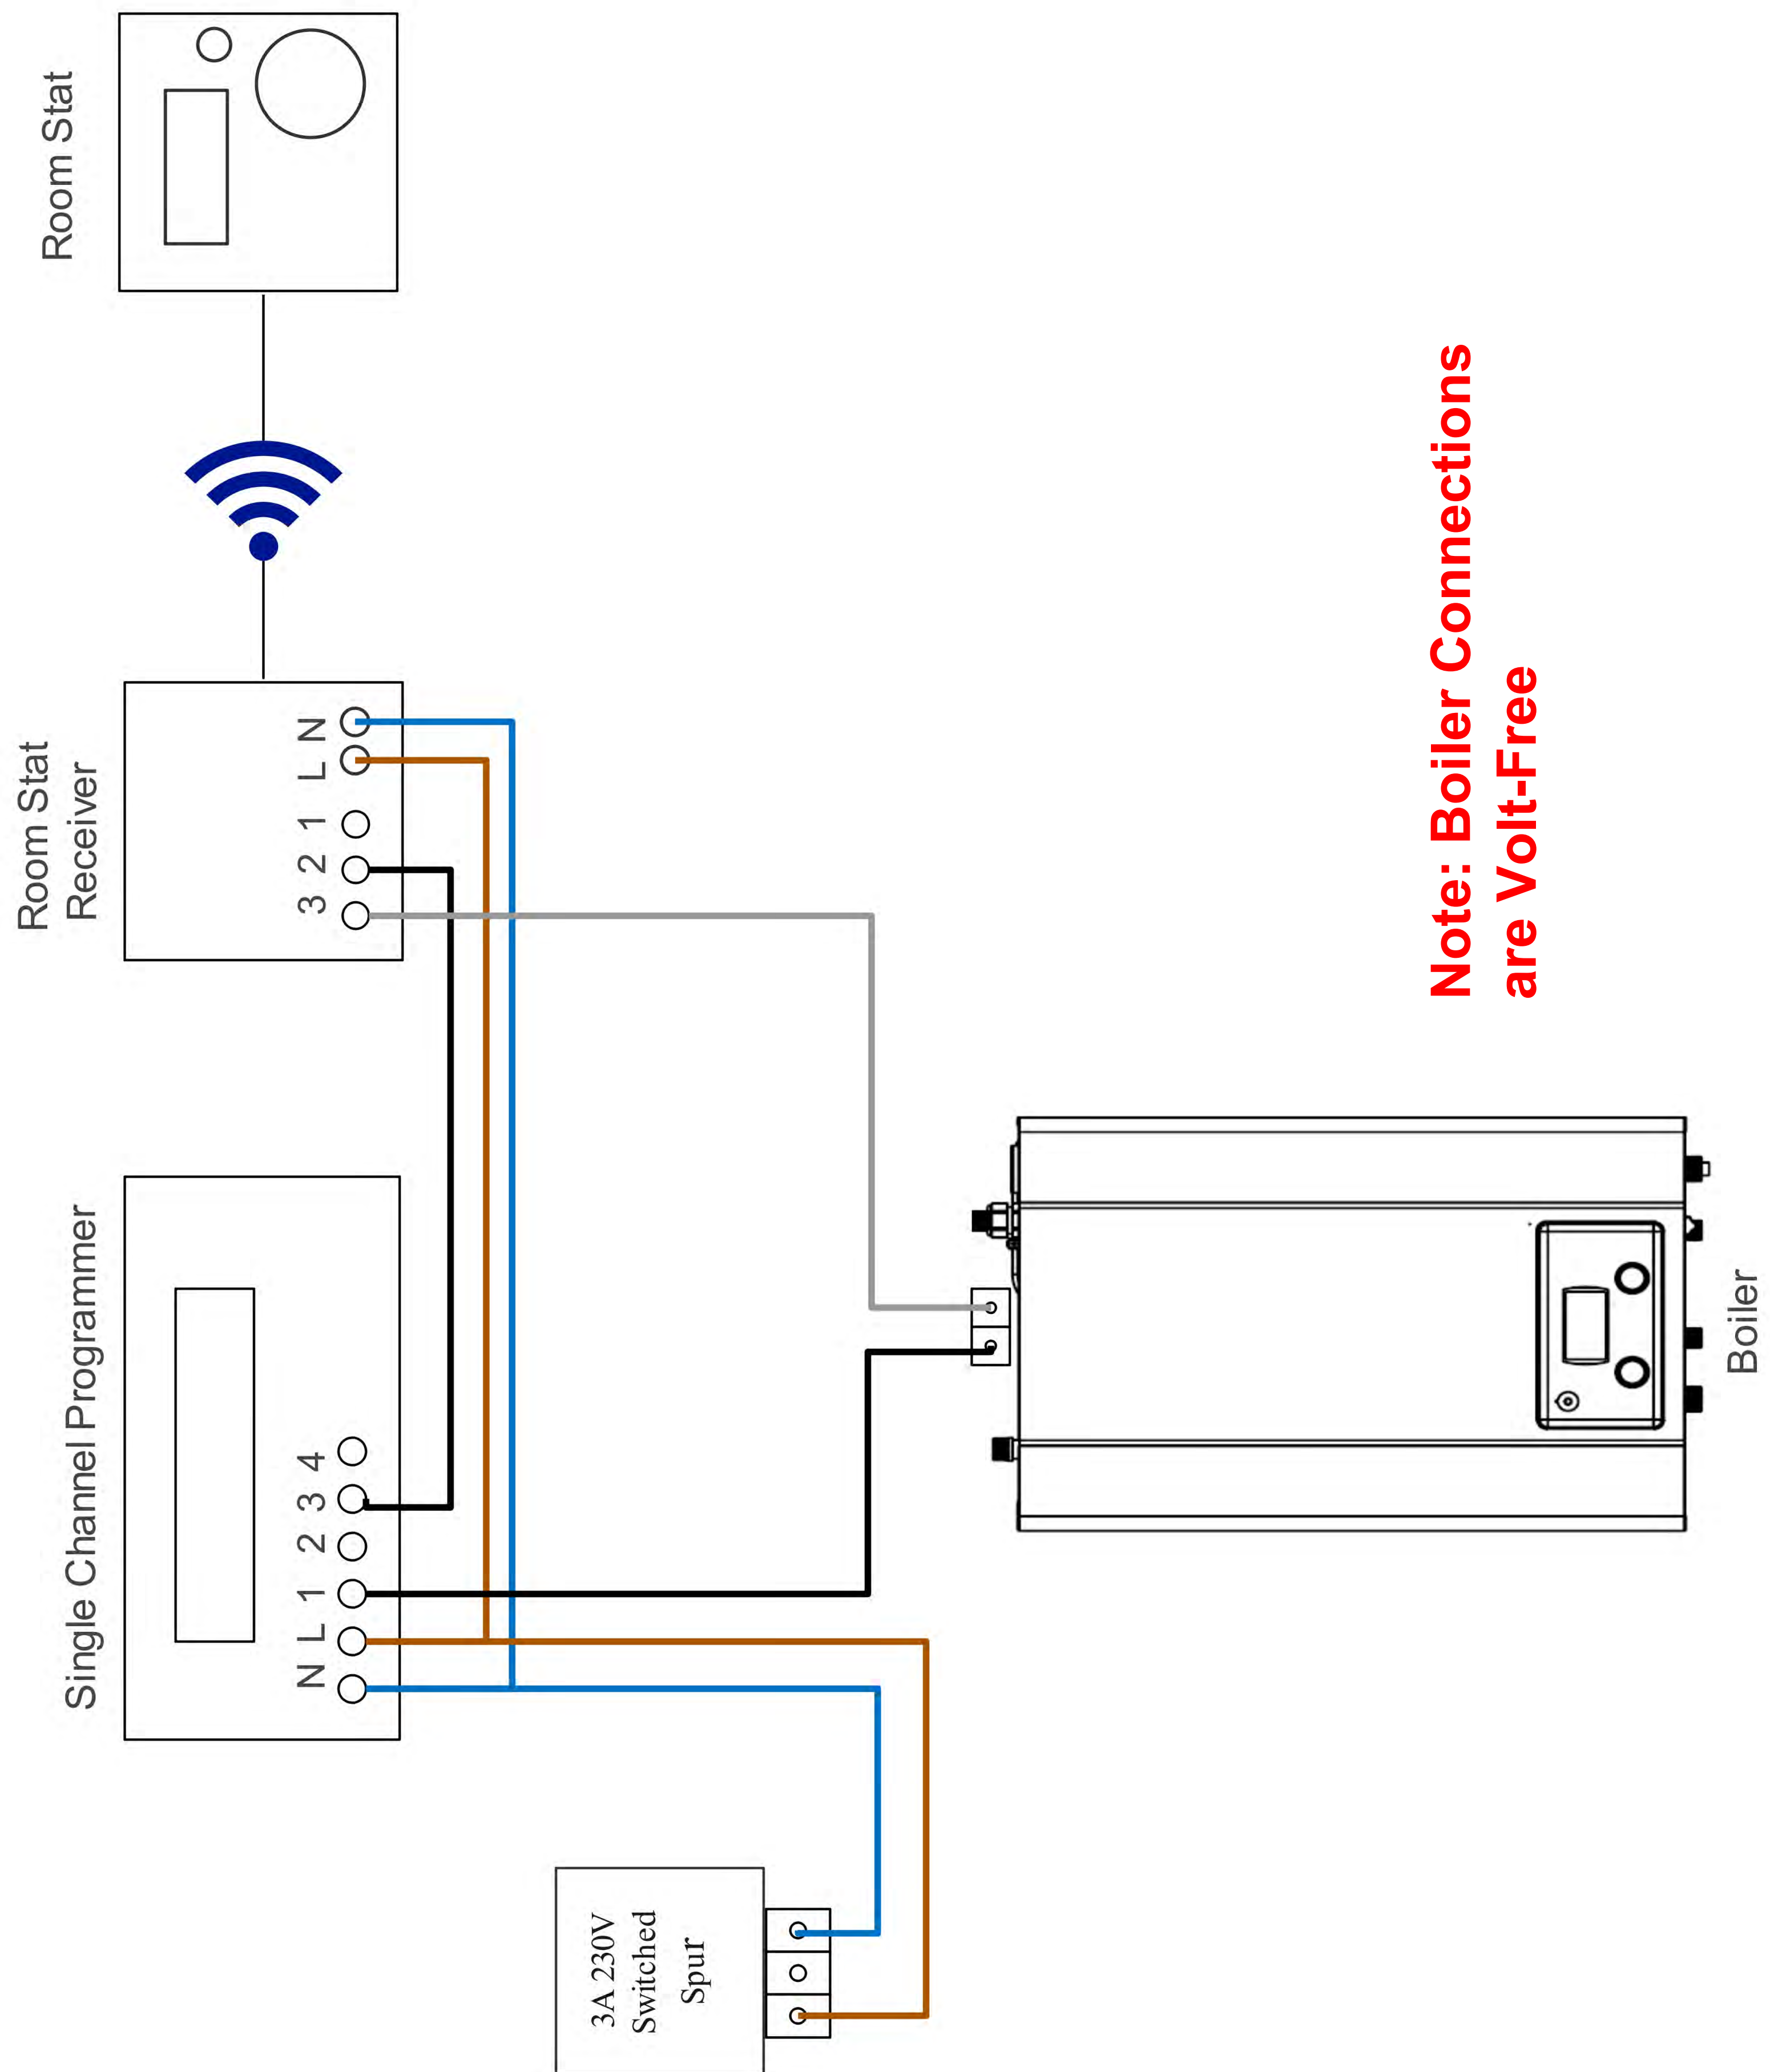 Single Channel Programmer
N L 1 2 3 4
Room Stat
Receiver
3 2 1 L N
Room Stat
3A 230V
Switched
Spur
Note: Boiler Connections
are Volt-Free
Boiler